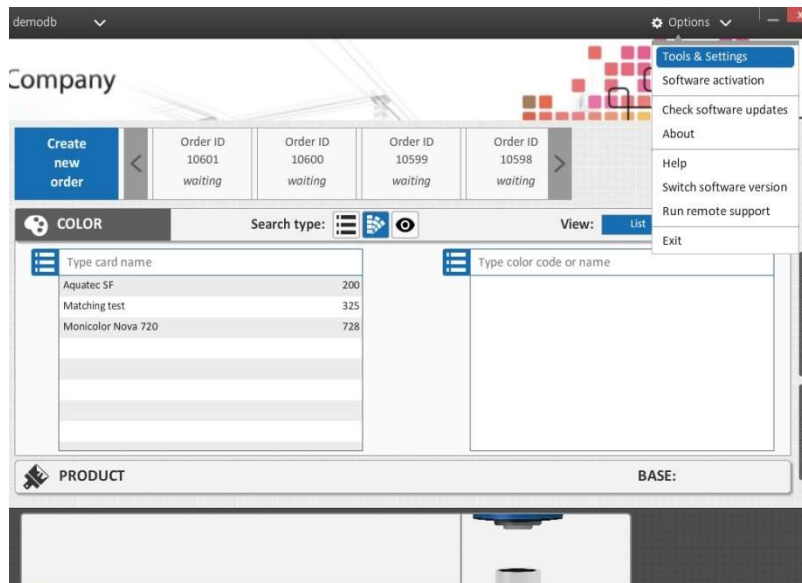 demodb
Options
Tools & Settings
Software activation
Check software updates
About
Help
Switch software version
Run remote support
Exit
Company
Create
new
order
Order ID
10601
waiting
Order ID
10600
waiting
Order ID
10599
waiting
Order ID
10598
waiting
COLOR
Search type:
View:
List
Type card name
Type color code or name
Aquatec SF 200
Matching test 325
Monicolor Nova 720 728
PRODUCT
BASE: